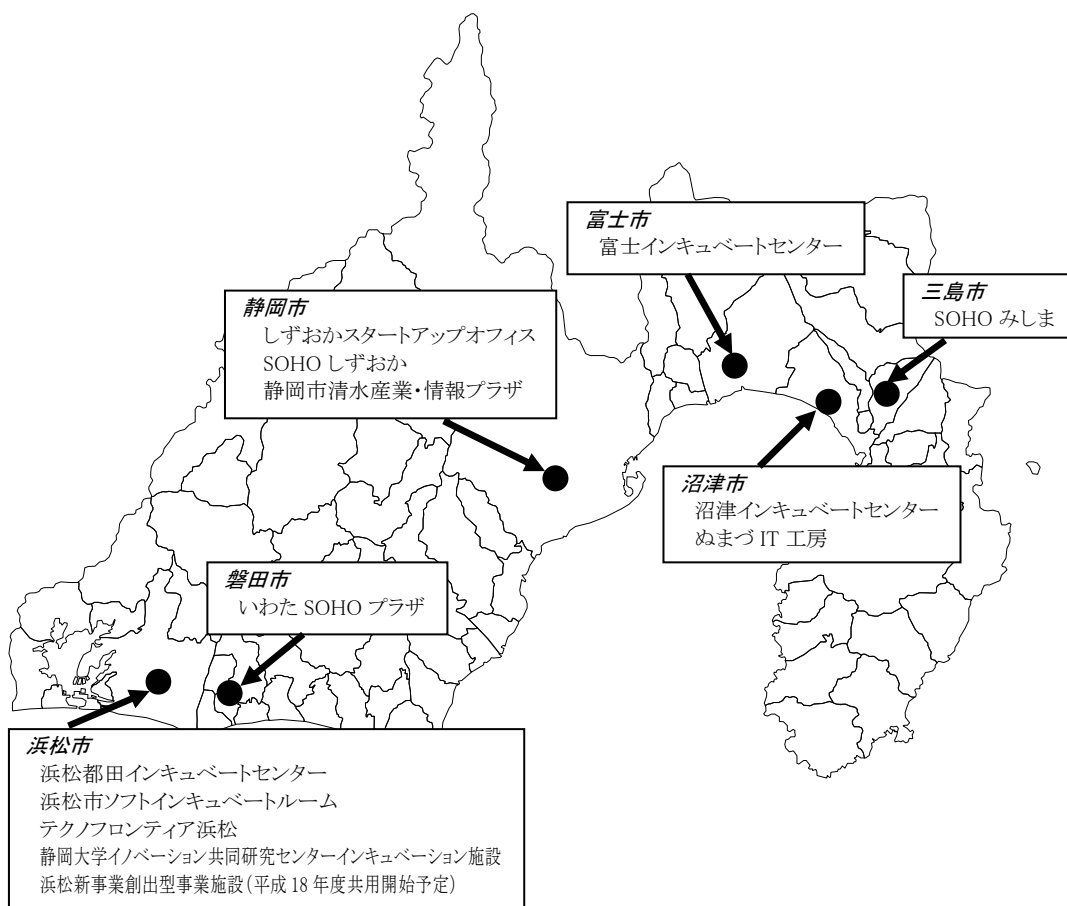 富士市
富士インキュベートセンター
三島市
SOHO みしま
静岡市
しずおかスタートアップオフィス
SOHO しずおか
静岡市清水産業・情報プラザ
沼津市
沼津インキュベートセンター
ぬまづ IT 工房
磐田市
いわた SOHO プラザ
浜松市
浜松都田インキュベートセンター
浜松市ソフトインキュベートルーム
テクノフロンティア浜松
静岡大学イノベーション共同研究センターインキュベーション施設
浜松新事業創出型事業施設(平成 18 年度共用開始予定)